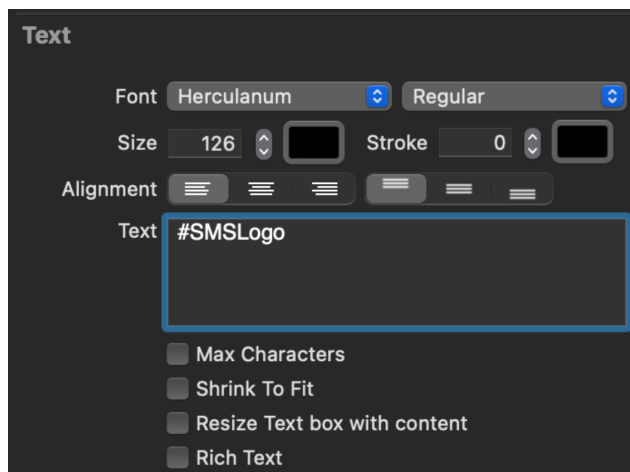 Text
Font Herculanum Regular
Size 126 Stroke 0
Alignment
Text #SMSLogo
Max Characters
Shrink To Fit
Resize Text box with content
Rich Text